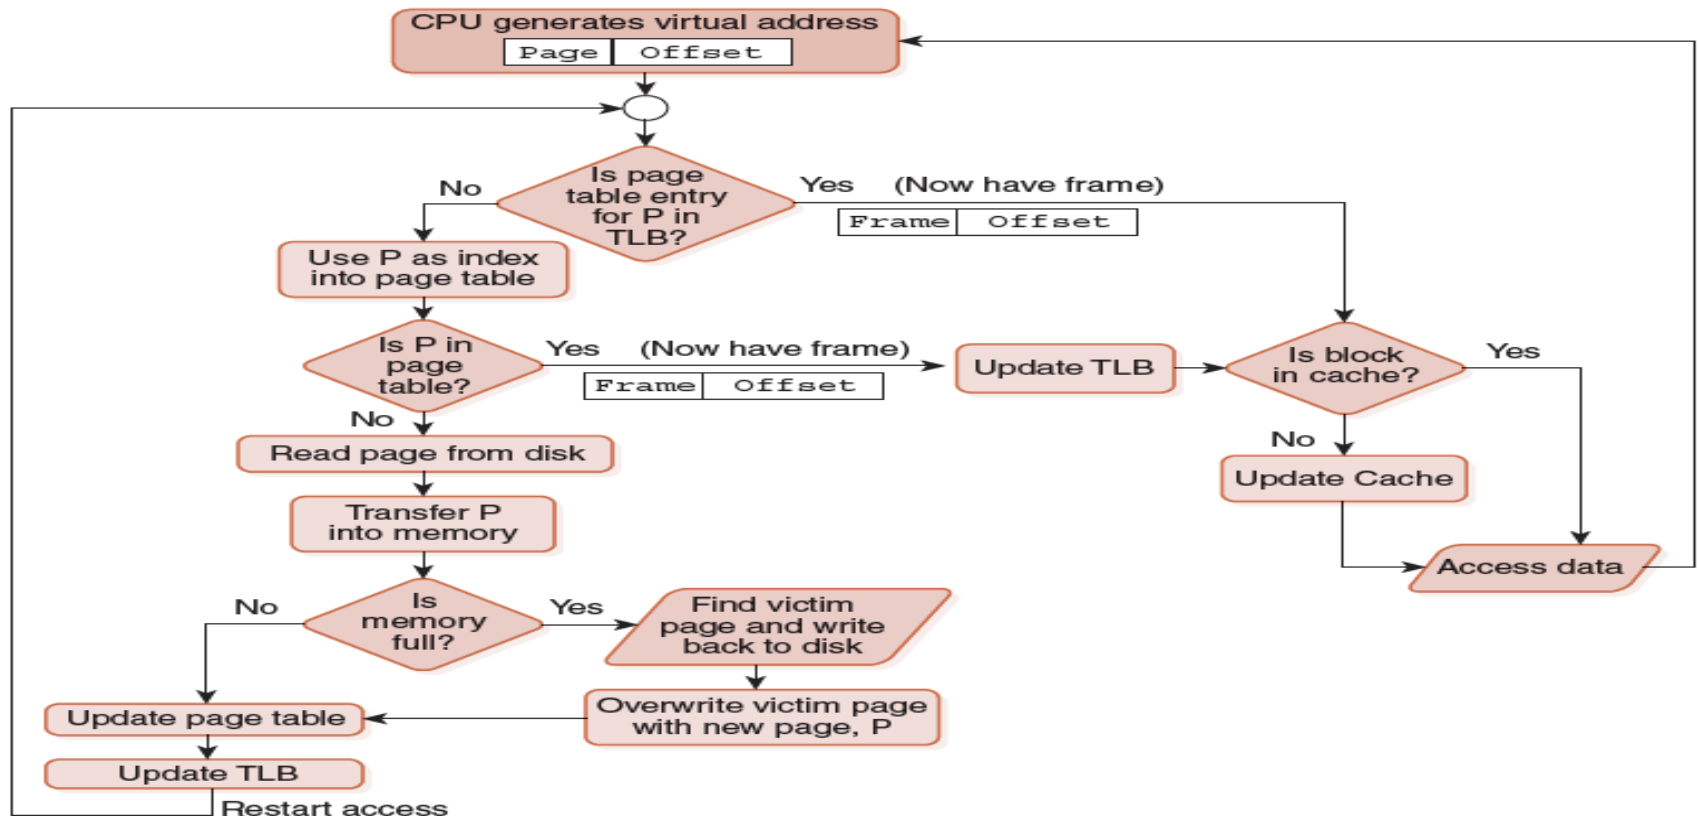 CPU generates virtual address
Page Offset
Is page
table entry
for P in
TLB?
No
Yes (Now have frame)
Frame Offset
Use P as index
into page table
Is P in
page
table?
Yes (Now have frame)
Frame Offset
Update TLB
Is block
in cache?
Yes
No
Update Cache
Access data
No
Read page from disk
Transfer P
into memory
Is
memory
full?
No
Yes
Find victim
page and write
back to disk
Overwrite victim page
with new page, P
Update page table
Update TLB
Restart access